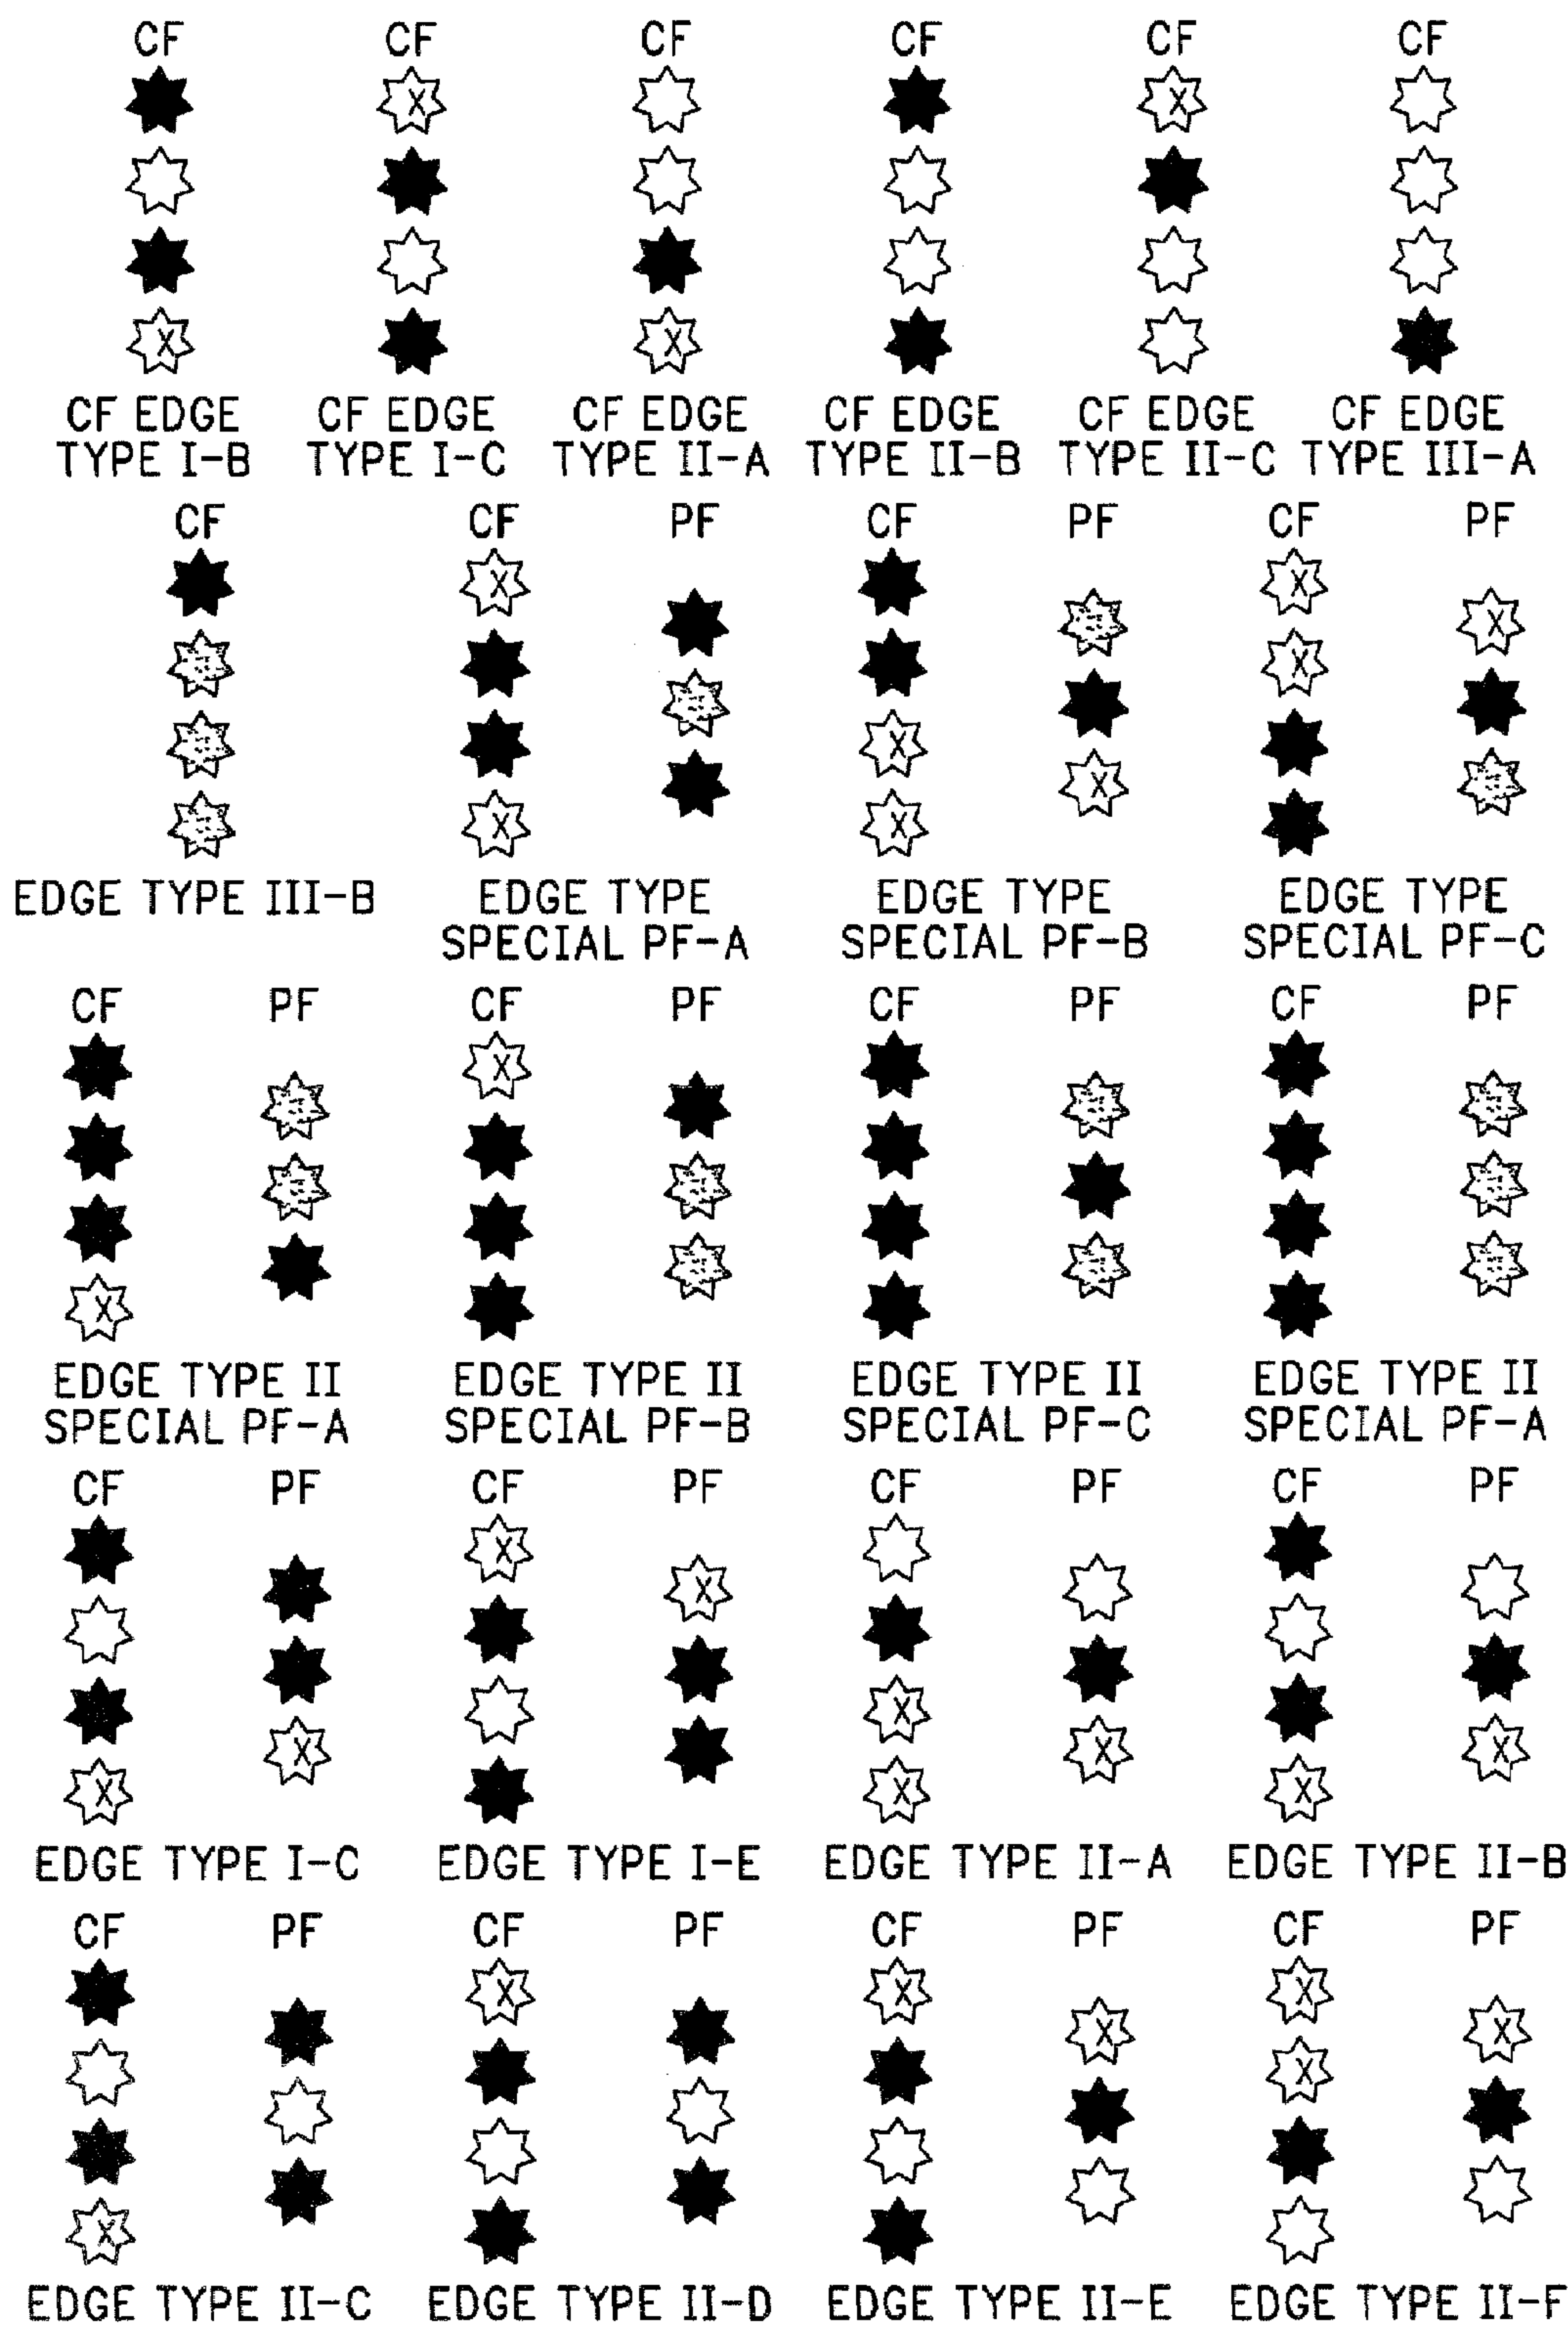 CF CF CF CF CF CF
X X
X X
CF EDGE CF EDGE CF EDGE CF EDGE CF EDGE CF EDGE
TYPE I-B TYPE I-C TYPE II-A TYPE II-B TYPE II-C TYPE III-A
CF CF PF CF PF CF PF
X X
X
X
X
X
X X
EDGE TYPE III-B EDGE TYPE EDGE TYPE EDGE TYPE
SPECIAL PF-A SPECIAL PF-B SPECIAL PF-C
CF PF CF PF CF PF CF PF
X
X
EDGE TYPE II EDGE TYPE II EDGE TYPE II EDGE TYPE II
SPECIAL PF-A SPECIAL PF-B SPECIAL PF-C SPECIAL PF-A
CF PF CF PF CF PF CF PF
X
X
X
X X X
X X X
EDGE TYPE I-C EDGE TYPE I-E EDGE TYPE II-A EDGE TYPE II-B
CF PF CF PF CF PF CF PF
X X X
X X
X
X
EDGE TYPE II-C EDGE TYPE II-D EDGE TYPE II-E EDGE TYPE II-F